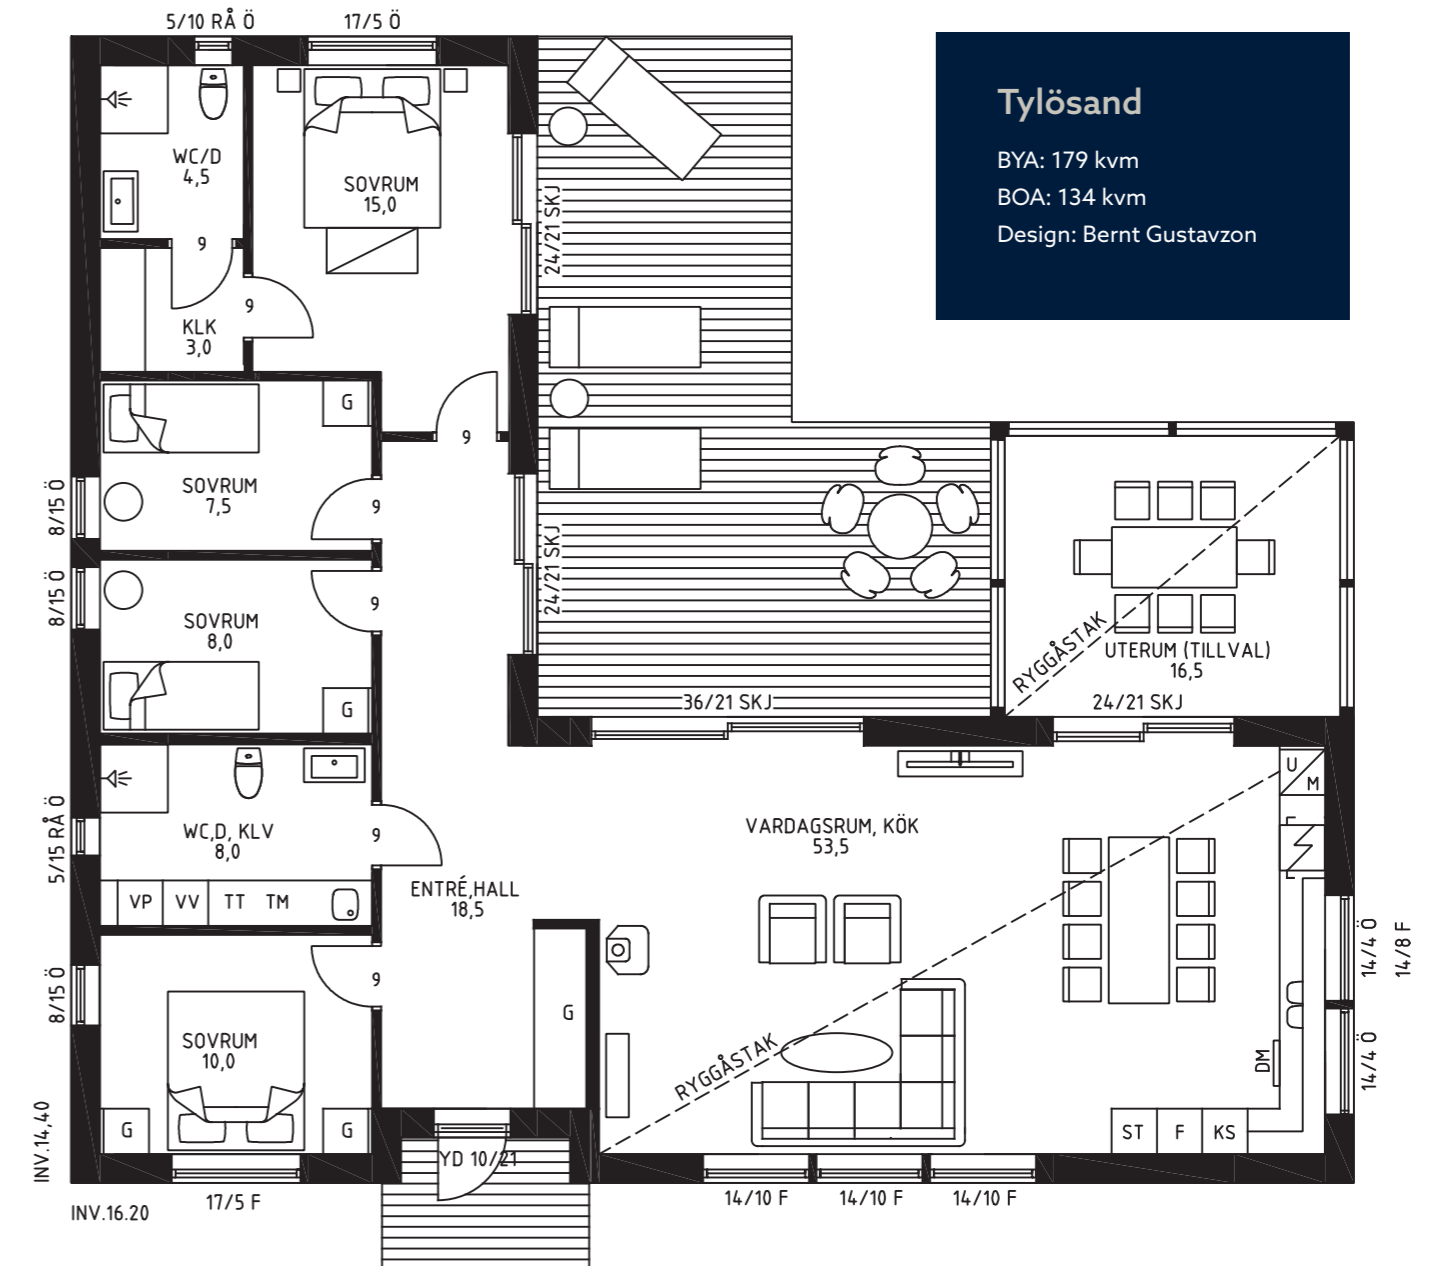 5/10 RÅ Ö
17/5 Ö
Tylösand
BYA: 179 kvm
BOA: 134 kvm
Design: Bernt Gustavzon
WC/D
4,5
SOVRUM
15,0
24/21 SKJ
9
9
KLK
3,0
G
9
SOVRUM
7,5
8/15 Ö
9
24/21 SKJ
8/15 Ö
9
SOVRUM
8,0
G
RYGGÅSTAK
UTERUM (TILLVAL)
16,5
36/21 SKJ
24/21 SKJ
U
M
5/15 RÅ Ö
WC,D, KLV
8,0
9
VARDAGSRUM, KÖK
53,5
VP
VV
TT
TM
ENTRÉ,HALL
18,5
8/15 Ö
9
G
14/4 Ö
14/8 F
SOVRUM
10,0
RYGGÅSTAK
DM
14/4 Ö
G
G
ST
F
KS
INV.14,40
YD 10/21
17/5 F
INV.16.20
14/10 F
14/10 F
14/10 F